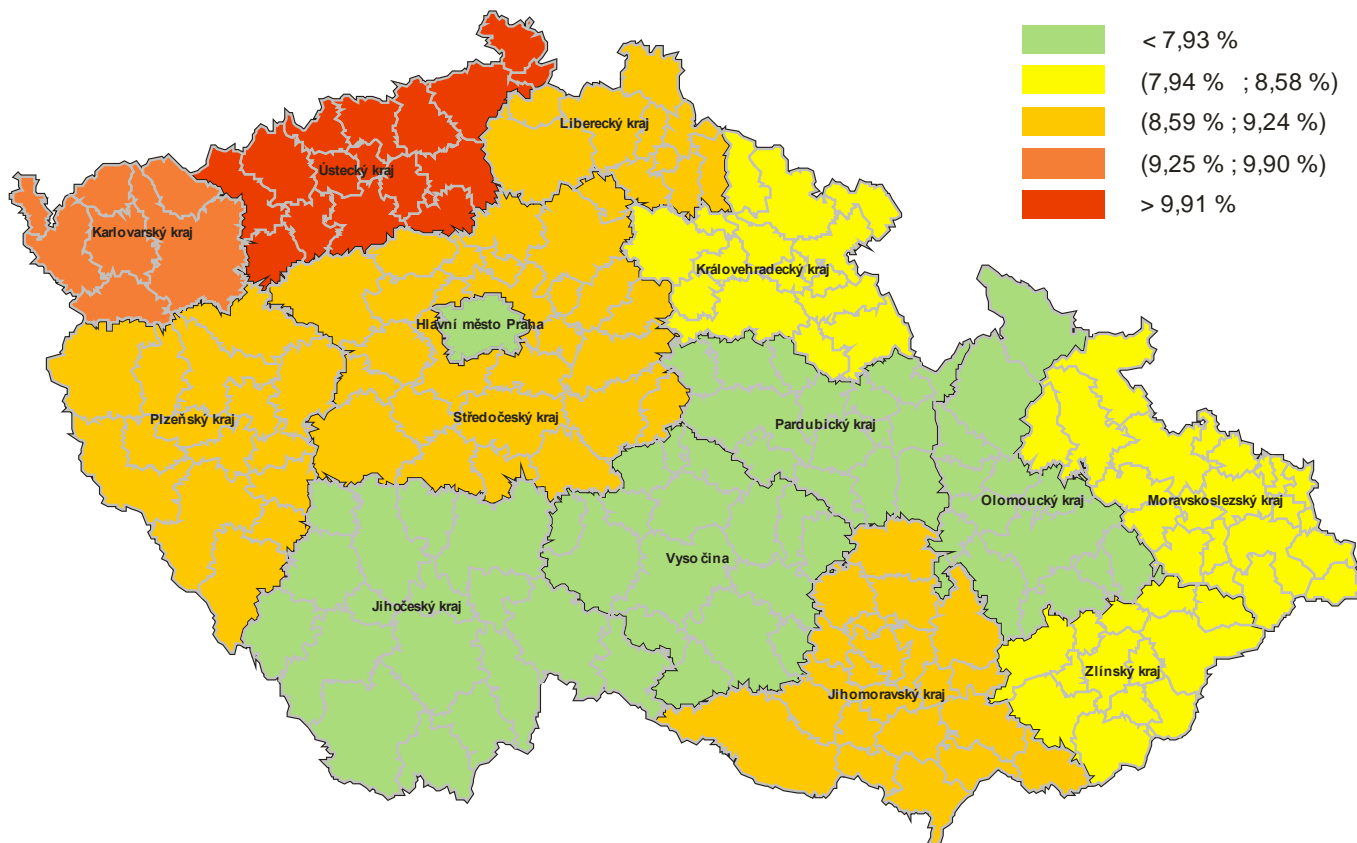 < 7,93 %
(7,94 % ; 8,58 %)
(8,59 % ; 9,24 %)
(9,25 % ; 9,90 %)
> 9,91 %
Liberecký kraj
Ústecký kraj
Karlovarský kraj
Královehradecký kraj
Hlavní město Praha
Plzeňský kraj
Středočeský kraj
Pardubický kraj
Olomoucký kraj
Moravskoslezský kraj
Vysočina
Jihočeský kraj
Zlínský kraj
Jihomoravský kraj